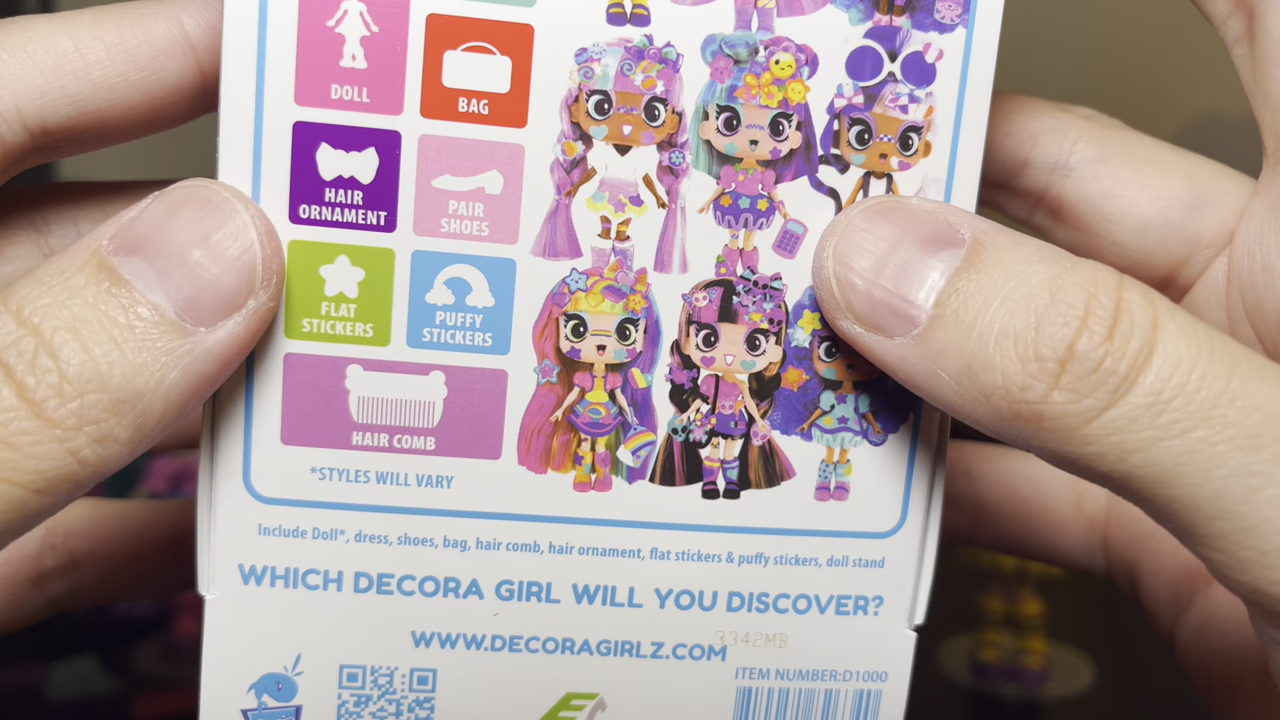 DOLL
BAG
HAIR
ORNAMENT
PAIR
SHOES
FLAT
STICKERS
PUFFY
STICKERS
HAIR COMB
*STYLES WILL VARY
Include Doll*, dress, shoes, bag, hair comb, hair ornament, flat stickers & puffy stickers, doll stand
WHICH DECORA GIRL WILL YOU DISCOVER?
WWW.DECORAGIRLZ.COM
3342MB
ITEM NUMBER:D1000